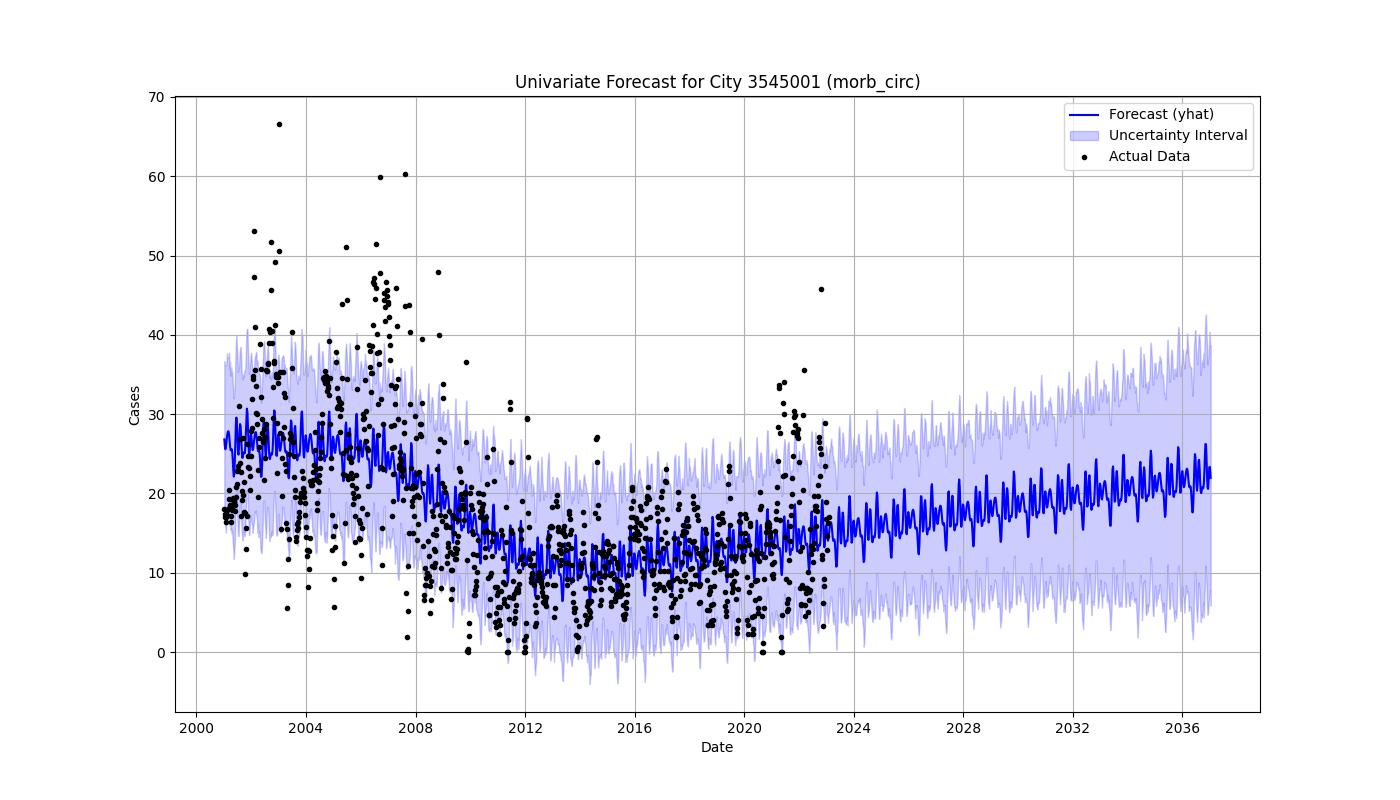 Univariate Forecast for City 3545001 (morb_circ)
70
60
50
40
30
20
10
0
Cases
Forecast (yhat)
Uncertainty Interval
Actual Data
2000 2004 2008 2012 2016 2020 2024 2028 2032 2036
Date